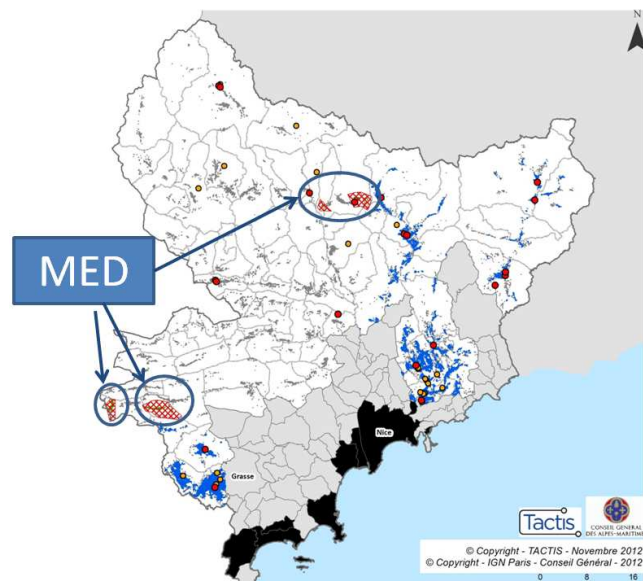 N
MED
Nice
Grasse
Tactis
CONSEIL GENERAL
DES ALPES-MARITIMES
© Copyright - TACTIS - Novembre 2012
© Copyright - IGN Paris - Conseil Général - 2012
0 8 16